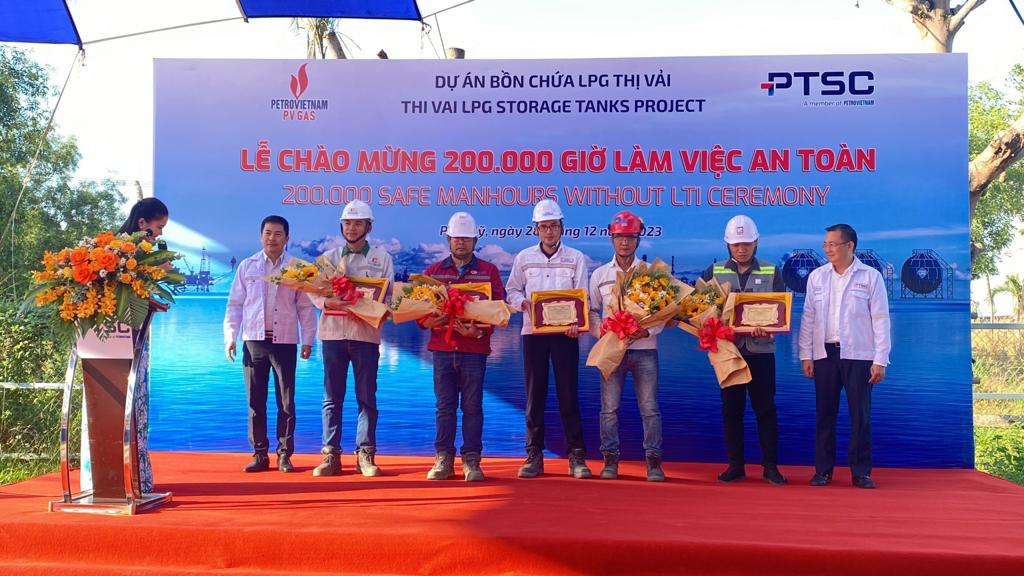 PETROVIETNAM
PV GAS
DỰ ÁN BỒN CHỨA LPG THỊ VẢI
THI VAI LPG STORAGE TANKS PROJECT
PTSC
A member of PETROVIETNAM
LỄ CHÀO MỪNG 200.000 GIỜ LÀM VIỆC AN TOÀN
200.000 SAFE MANHOURS WITHOUT LTI CEREMONY
ngày 12
PTSC